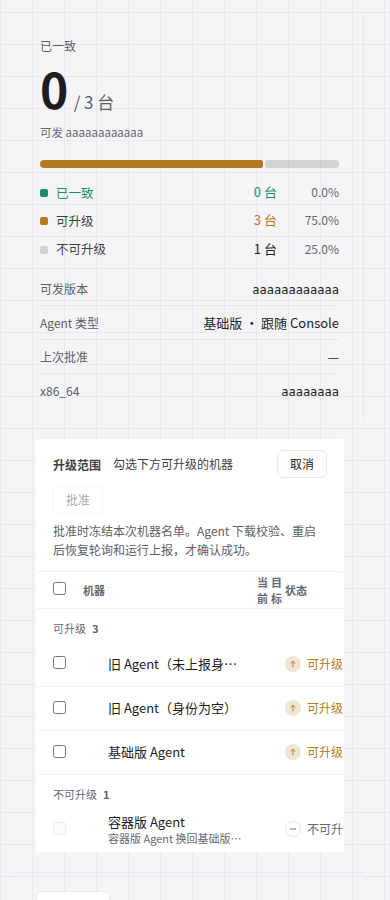 已一致
0 / 3 台
可发 aaaaaaaaaaaa
已一致 0 台 0.0%
可升级 3 台 75.0%
不可升级 1 台 25.0%
可发版本 aaaaaaaaaaaa
Agent 类型 基础版 · 跟随 Console
上次批准 —
x86_64 aaaaaaaa
升级范围 勾选下方可升级的机器 取消
批准
批准时冻结本次机器名单。Agent 下载校验、重启
后恢复轮询和运行上报，才确认成功。
机器 当前 目标 状态
可升级 3
旧 Agent（未上报身… 可升级
旧 Agent（身份为空） 可升级
基础版 Agent 可升级
不可升级 1
容器版 Agent 不可升
容器版 Agent 换回基础版…